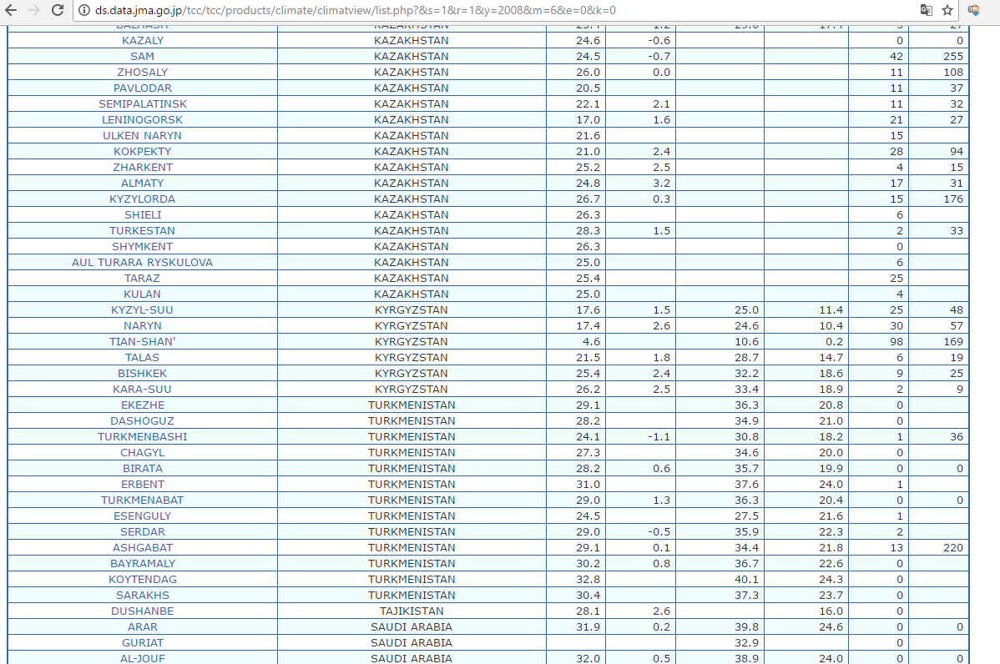 ds.data.jma.go.jp/tcc/tcc/products/climate/climatview/list.php?&s=1&r=1&y=2008&m=6&e=0&k=0
BALHASH KAZAKHSTAN
KAZALY KAZAKHSTAN 24.6 -0.6 0 0
SAM KAZAKHSTAN 24.5 -0.7 42 255
ZHOSALY KAZAKHSTAN 26.0 0.0 11 108
PAVLODAR KAZAKHSTAN 20.5 11 37
SEMIPALATINSK KAZAKHSTAN 22.1 2.1 11 32
LENINOGORSK KAZAKHSTAN 17.0 1.6 21 27
ULKEN NARYN KAZAKHSTAN 21.6 15
KOKPEKTY KAZAKHSTAN 21.0 2.4 28 94
ZHARKENT KAZAKHSTAN 25.2 2.5 4 15
ALMATY KAZAKHSTAN 24.8 3.2 17 31
KYZYLORDA KAZAKHSTAN 26.7 0.3 15 176
SHIELI KAZAKHSTAN 26.3 6
TURKESTAN KAZAKHSTAN 28.3 1.5 2 33
SHYMKENT KAZAKHSTAN 26.3 0
AUL TURARA RYSKULOVA KAZAKHSTAN 25.0 6
TARAZ KAZAKHSTAN 25.4 25
KULAN KAZAKHSTAN 25.0 4
KYZYL-SUU KYRGYZSTAN 17.6 1.5 25.0 11.4 25 48
NARYN KYRGYZSTAN 17.4 2.6 24.6 10.4 30 57
TIAN-SHAN' KYRGYZSTAN 4.6 10.6 0.2 98 169
TALAS KYRGYZSTAN 21.5 1.8 28.7 14.7 6 19
BISHKEK KYRGYZSTAN 25.4 2.4 32.2 18.6 9 25
KARA-SUU KYRGYZSTAN 26.2 2.5 33.4 18.9 2 9
EKEZHE TURKMENISTAN 29.1 36.3 20.8 0
DASHOGUZ TURKMENISTAN 28.2 34.9 21.0 0
TURKMENBASHI TURKMENISTAN 24.1 -1.1 30.8 18.2 1 36
CHAGYL TURKMENISTAN 27.3 34.6 20.0 0
BIRATA TURKMENISTAN 28.2 0.6 35.7 19.9 0 0
ERBENT TURKMENISTAN 31.0 37.6 24.0 1
TURKMENABAT TURKMENISTAN 29.0 1.3 36.3 20.4 0 0
ESENGULY TURKMENISTAN 24.5 27.5 21.6 1
SERDAR TURKMENISTAN 29.0 -0.5 35.9 22.3 2
ASHGABAT TURKMENISTAN 29.1 0.1 34.4 21.8 13 220
BAYRAMALY TURKMENISTAN 30.2 0.8 36.7 22.6 0
KOYTENDAG TURKMENISTAN 32.8 40.1 24.3 0
SARAKHS TURKMENISTAN 30.4 37.3 23.7 0
DUSHANBE TAJIKISTAN 28.1 2.6 16.0 0
ARAR SAUDI ARABIA 31.9 0.2 39.8 24.6 0 0
GURIAT SAUDI ARABIA 32.9 0
AL-JOUF SAUDI ARABIA 32.0 0.5 38.9 24.0 0 0